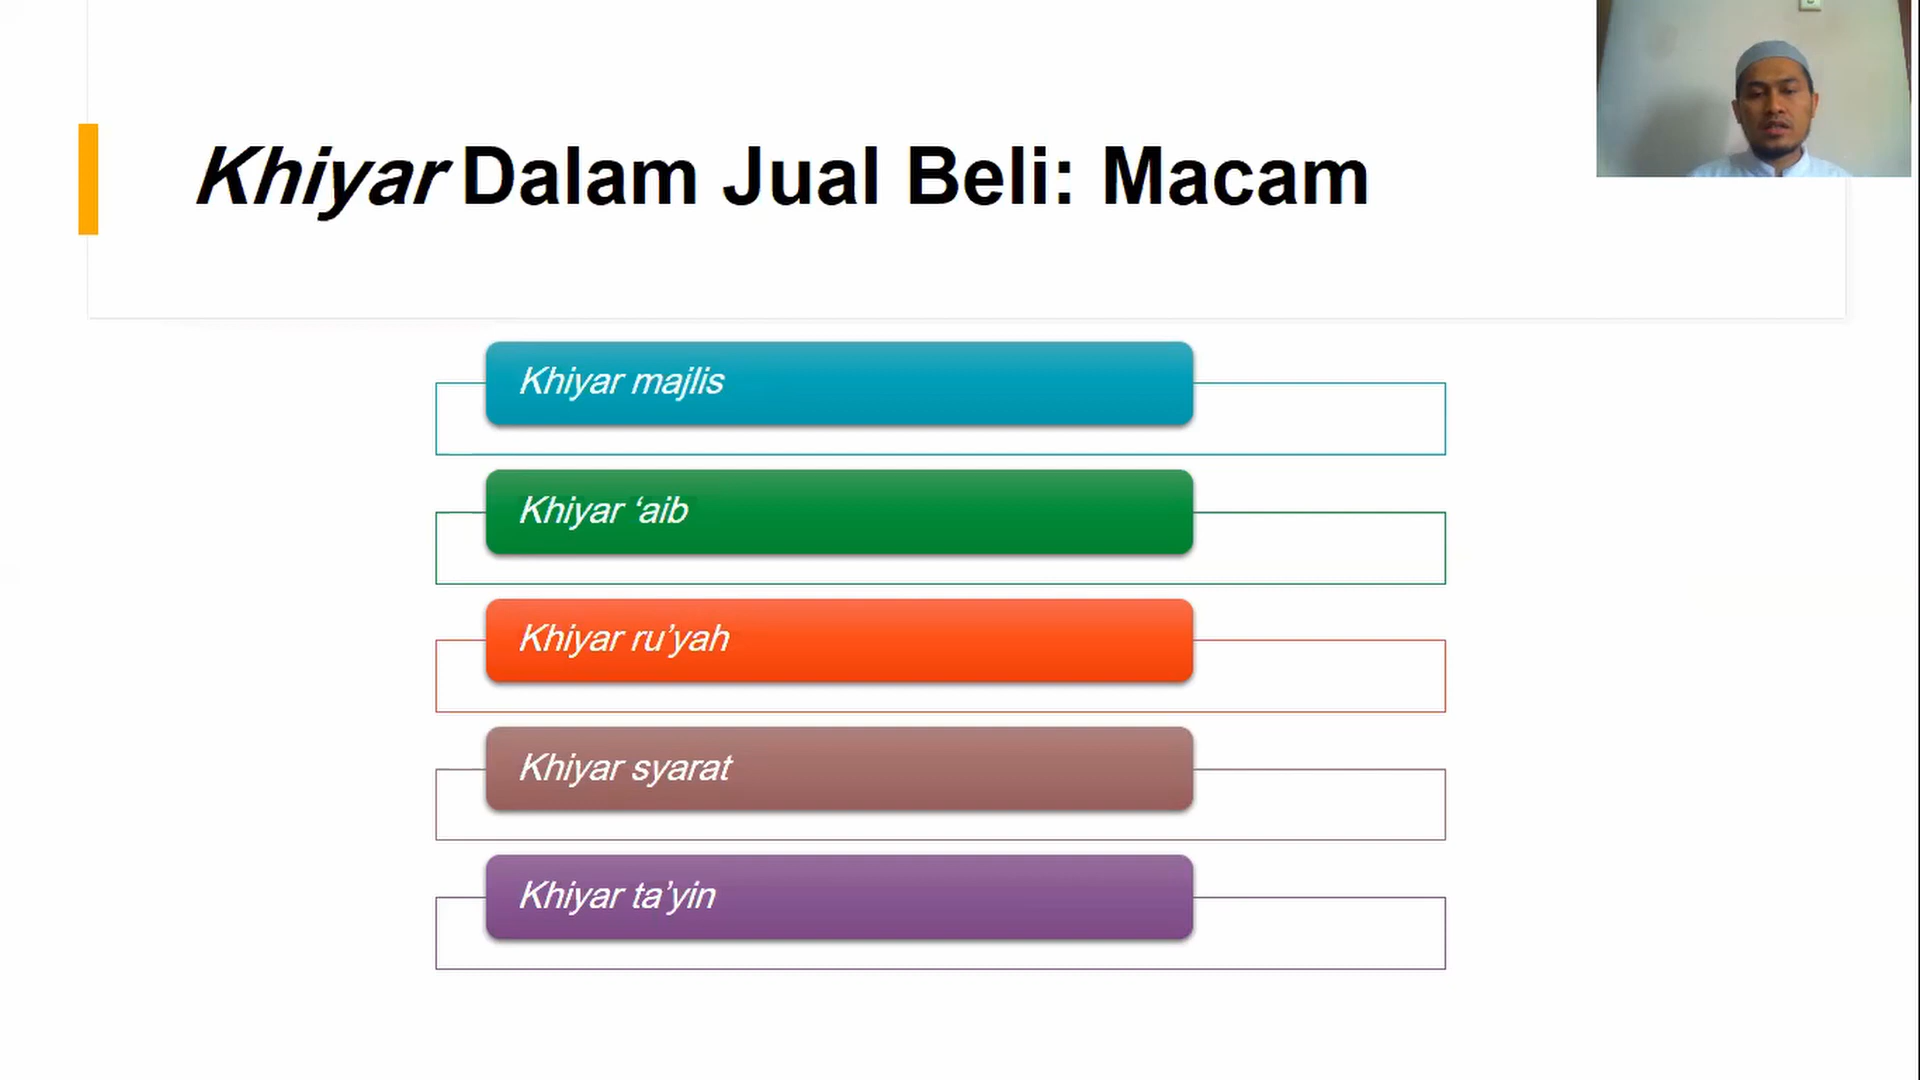 Khiyar Dalam Jual Beli: Macam
Khiyar majlis
Khiyar ‘aib
Khiyar ru’yah
Khiyar syarat
Khiyar ta’yin